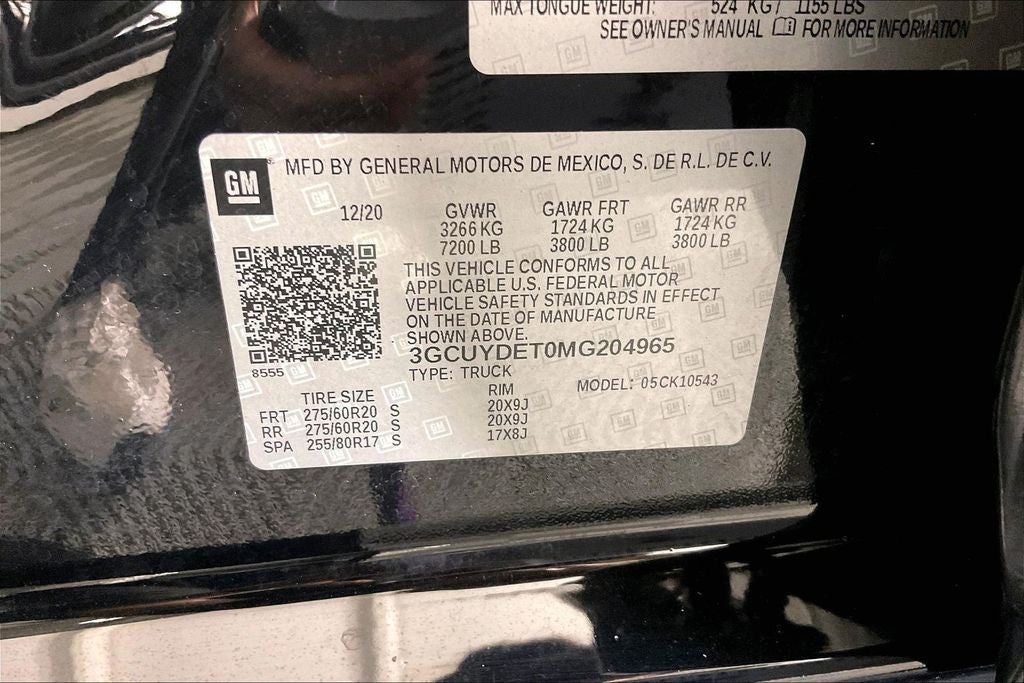 MAX TONGUE WEIGHT: 524 KG / 1155 LBS
SEE OWNER'S MANUAL FOR MORE INFORMATION
GM
MFD BY GENERAL MOTORS DE MEXICO, S. DE R.L. DE C.V.
12/20 GVWR GAWR FRT GAWR RR
3266 KG 1724 KG 1724 KG
7200 LB 3800 LB 3800 LB
THIS VEHICLE CONFORMS TO ALL
APPLICABLE U.S. FEDERAL MOTOR
VEHICLE SAFETY STANDARDS IN EFFECT
ON THE DATE OF MANUFACTURE
SHOWN ABOVE.
3GCUYDET0MG204965
8555
TYPE: TRUCK MODEL: 05CK10543
TIRE SIZE RIM
FRT 275/60R20 S 20X9J
RR 275/60R20 S 20X9J
SPA 255/80R17 S 17X8J